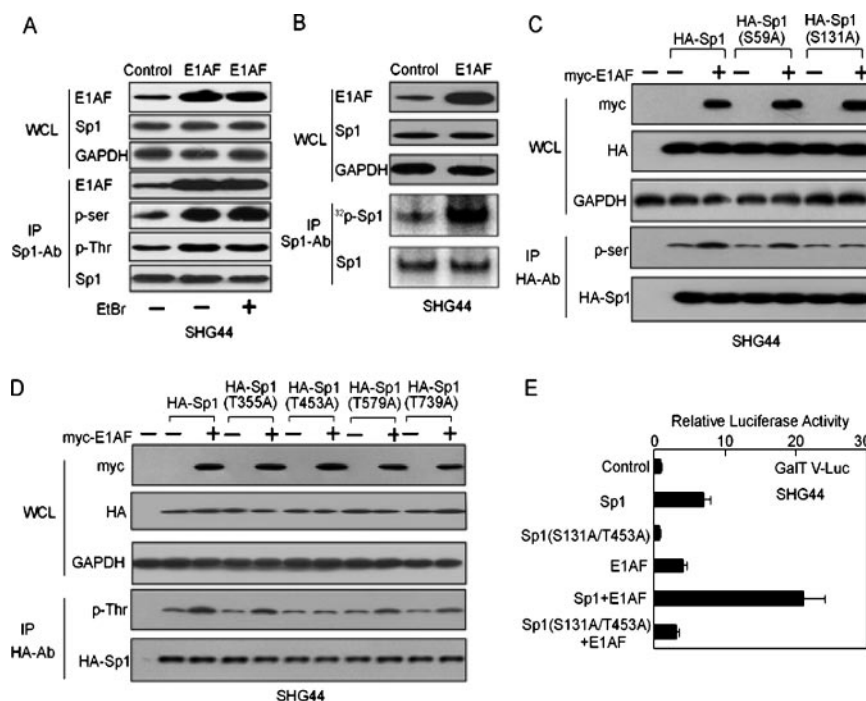 A
Control E1AF E1AF
WCL
E1AF
Sp1
GAPDH
IP
Sp1-Ab
E1AF
p-ser
p-Thr
Sp1
EtBr − − +
SHG44
B
Control E1AF
WCL
E1AF
Sp1
GAPDH
IP
Sp1-Ab
32p-Sp1
Sp1
SHG44
C
HA-Sp1 HA-Sp1 HA-Sp1
(S59A) (S131A)
myc-E1AF − − + − + − +
WCL
myc
HA
GAPDH
IP
HA-Ab
p-ser
HA-Sp1
SHG44
D
HA-Sp1 HA-Sp1 HA-Sp1 HA-Sp1 HA-Sp1
(T355A) (T453A) (T579A) (T739A)
myc-E1AF − − + − + − + − + − +
WCL
myc
HA
GAPDH
IP
HA-Ab
p-Thr
HA-Sp1
SHG44
E
Relative Luciferase Activity
0 10 20 30
Control
GalT V-Luc
Sp1
SHG44
Sp1(S131A/T453A)
E1AF
Sp1+E1AF
Sp1(S131A/T453A)
+E1AF